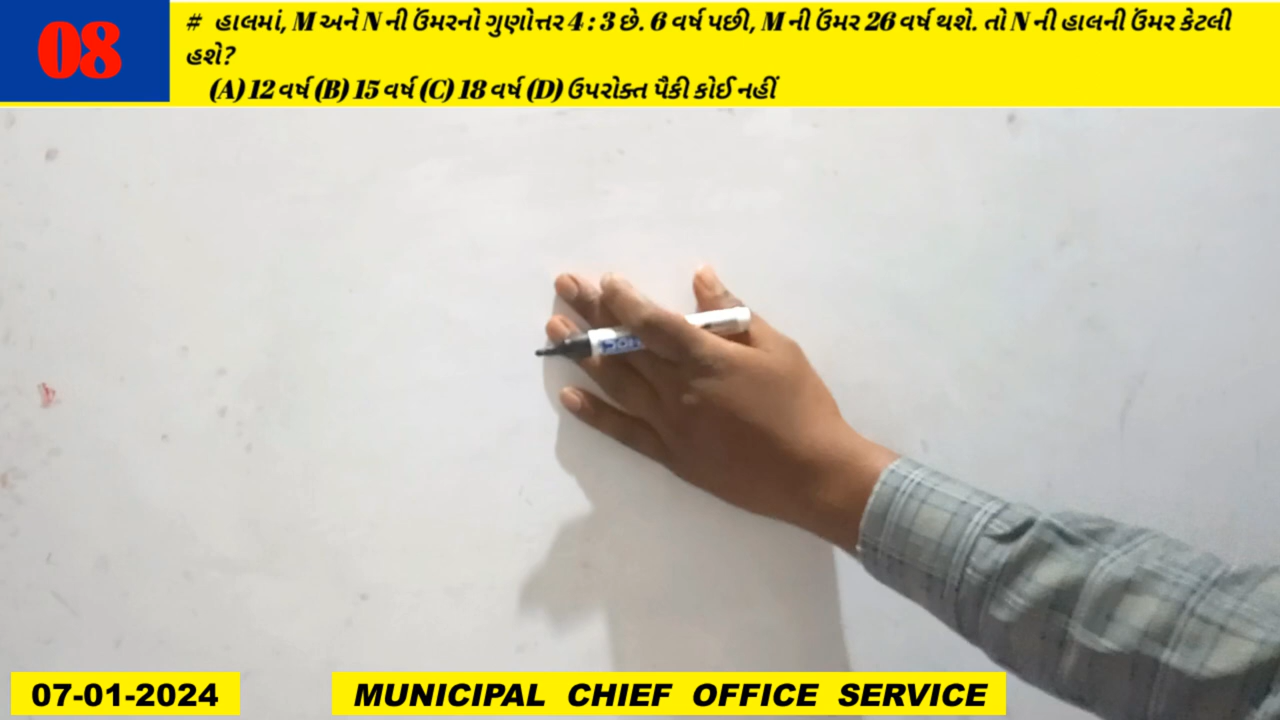 08
# હાલમાં, M અને N ની ઉંમરનો ગુણોત્તર 4 : 3 છે. 6 વર્ષ પછી, M ની ઉંમર 26 વર્ષ થશે. તો N ની હાલની ઉંમર કેટલી
હશે?
(A) 12 વર્ષ (B) 15 વર્ષ (C) 18 વર્ષ (D) ઉપરોક્ત પૈકી કોઈ નહીં
07-01-2024
MUNICIPAL CHIEF OFFICE SERVICE